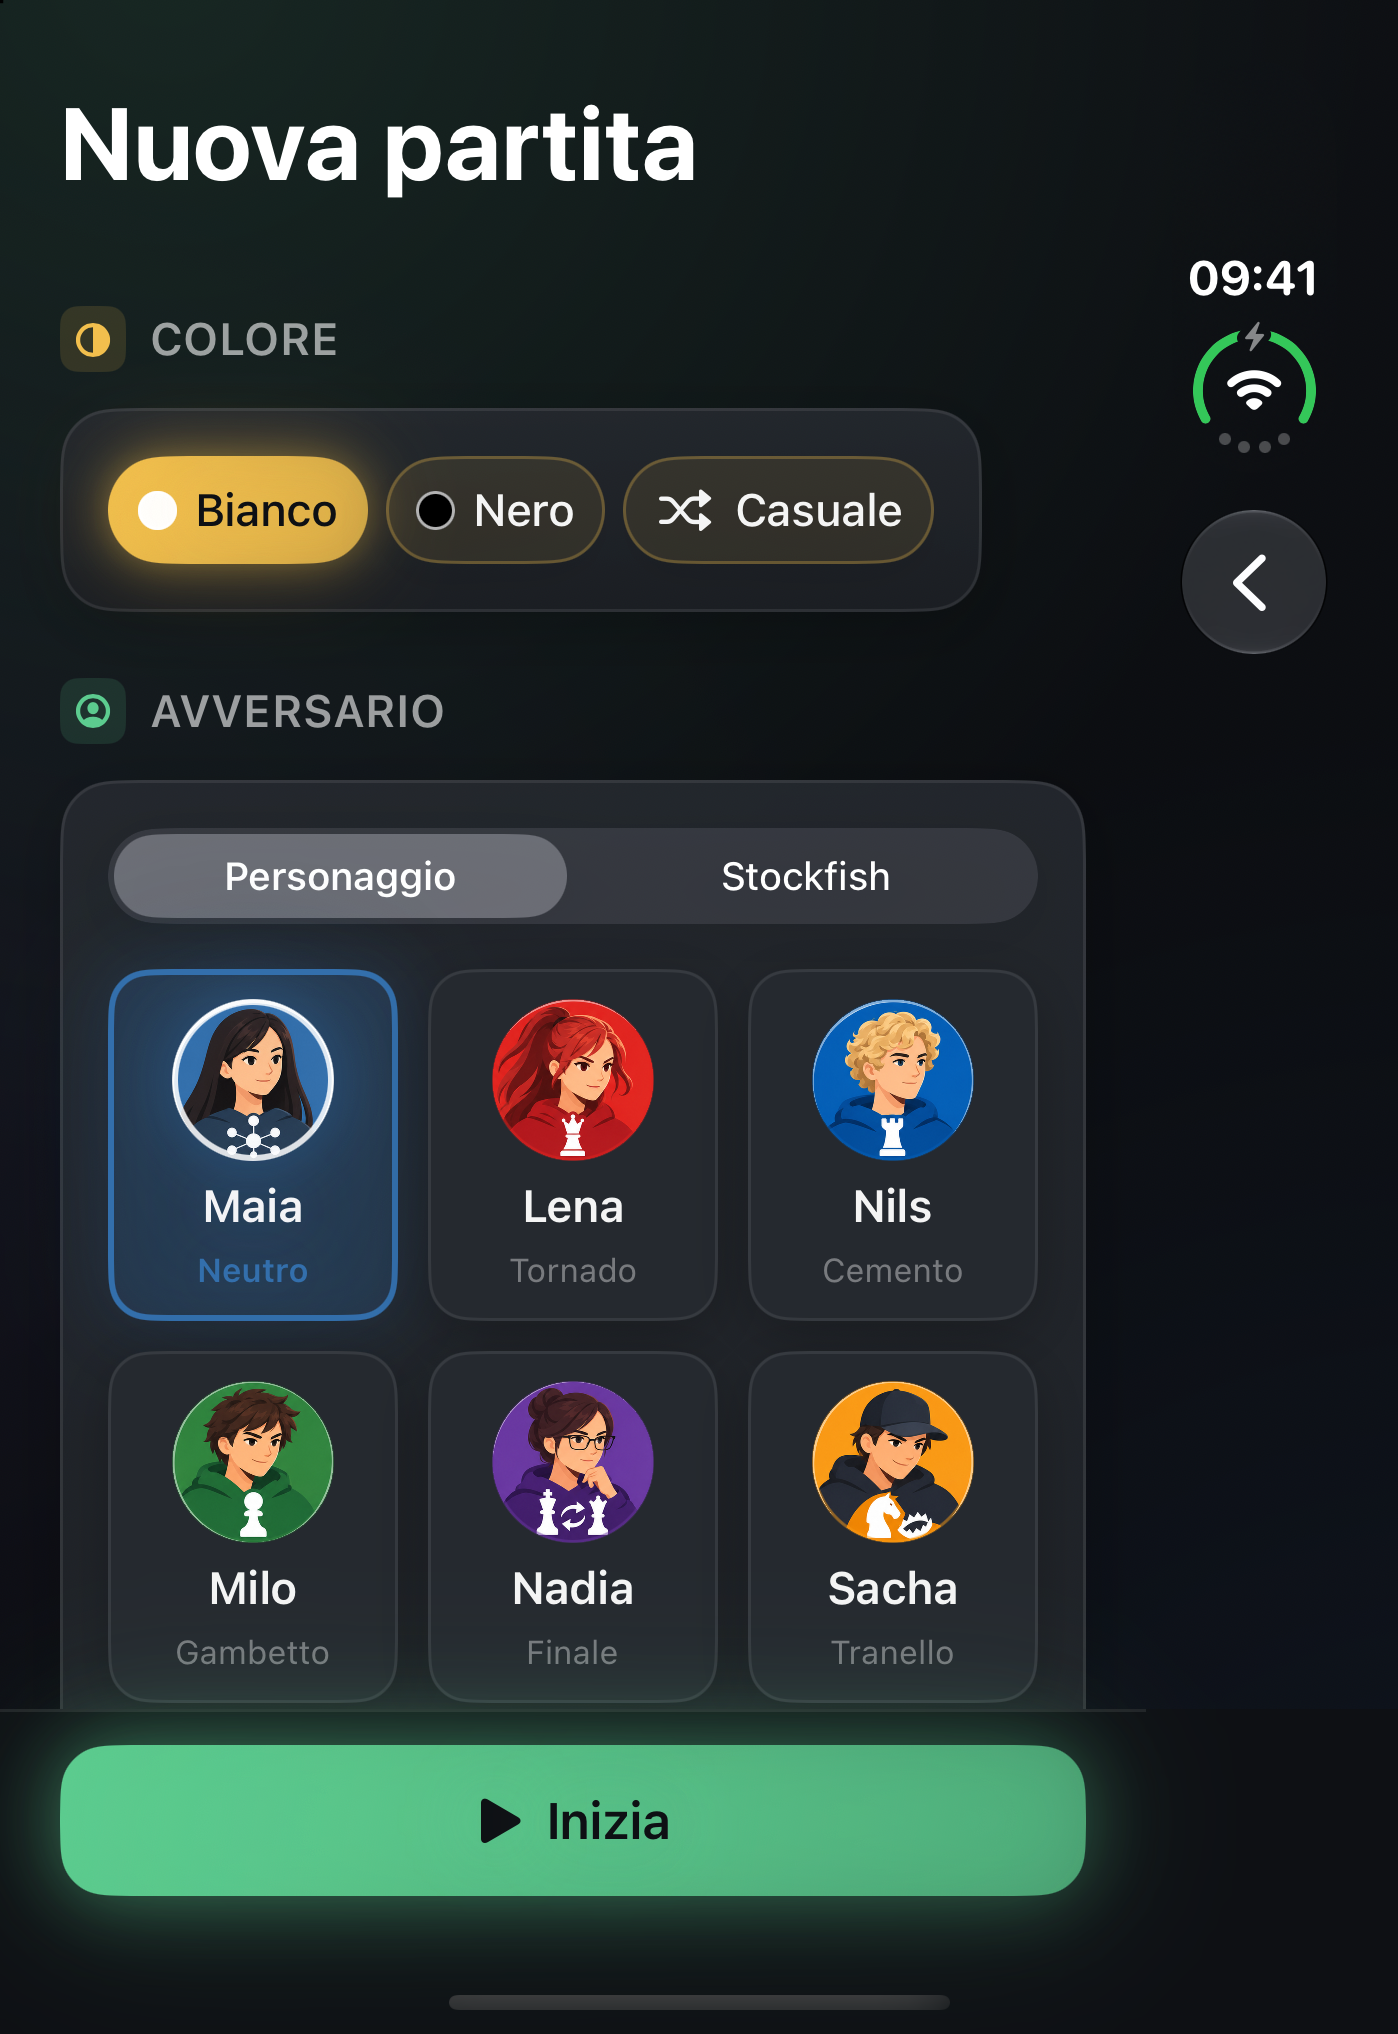 Nuova partita
09:41
COLORE
Bianco
Nero
Casuale
AVVERSARIO
Personaggio
Stockfish
Maia
Neutro
Lena
Tornado
Nils
Cemento
Milo
Gambetto
Nadia
Finale
Sacha
Tranello
Inizia